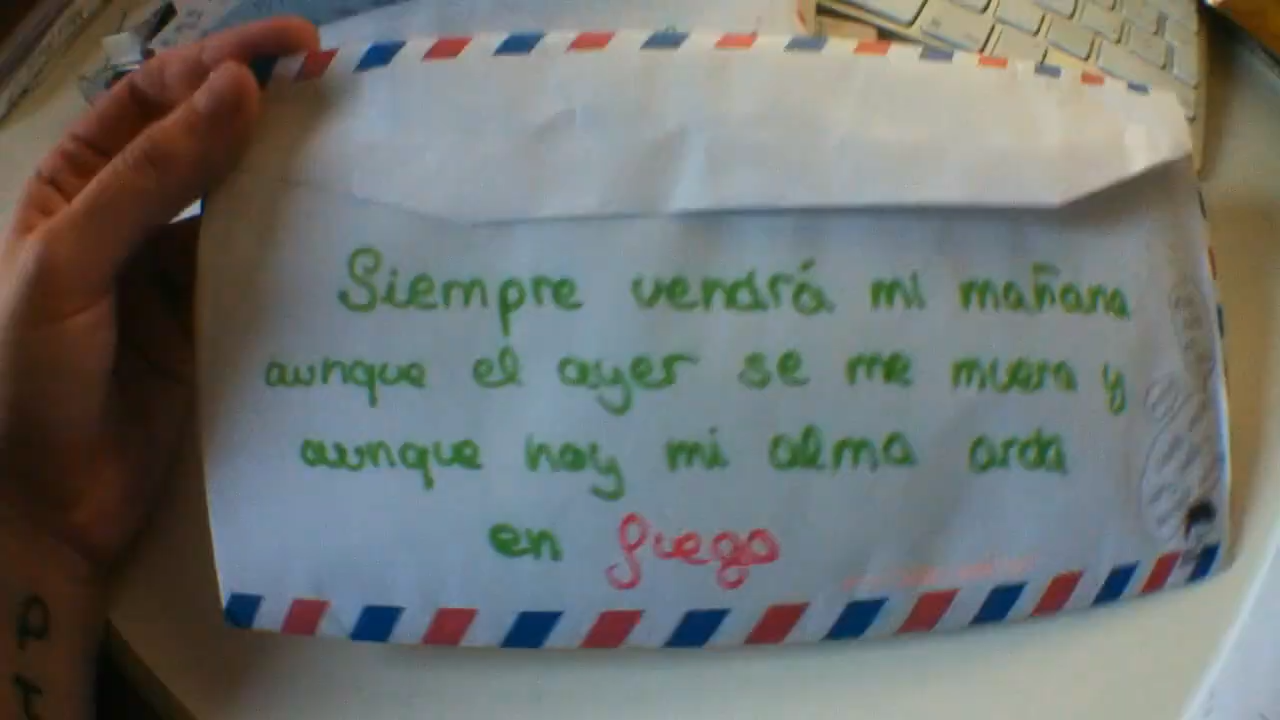 Siempre vendrá mi mañana
aunque el ayer se me muera y
aunque hoy mi alma arda
en fuego